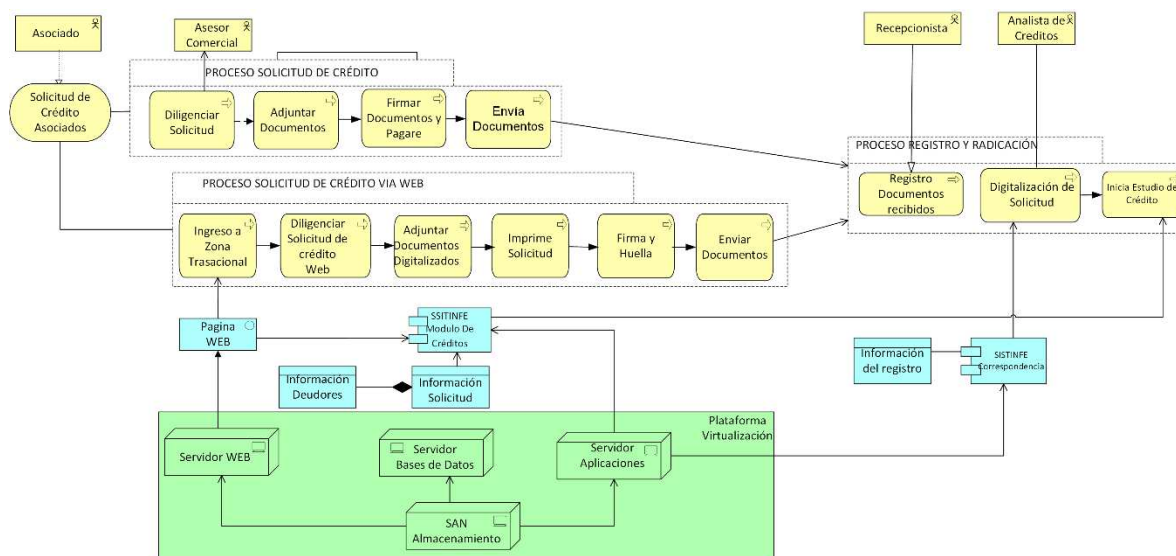 Asociado
Asesor
Comercial
Recepcionista
Analista de
Creditos
PROCESO SOLICITUD DE CRÉDITO
Solicitud de
Crédito
Asociados
Diligenciar
Solicitud
Adjuntar
Documentos
Firmar
Documentos y
Pagare
Envía
Documentos
PROCESO REGISTRO Y RADICACIÓN
Registro
Documentos
recibidos
Digitalización de
Solicitud
Inicia Estudio de
Crédito
PROCESO SOLICITUD DE CRÉDITO VIA WEB
Ingreso a
Zona
Trasacional
Diligenciar
Solicitud de
crédito
Web
Adjuntar
Documentos
Digitalizados
Imprime
Solicitud
Firma y
Huella
Enviar
Documentos
Pagina
WEB
SSITINFE
Modulo De
Créditos
Información
del registro
SISTINFE
Correspondencia
Información
Deudores
Información
Solicitud
Plataforma
Virtualización
Servidor WEB
Servidor
Bases de Datos
Servidor
Aplicaciones
SAN
Almacenamiento